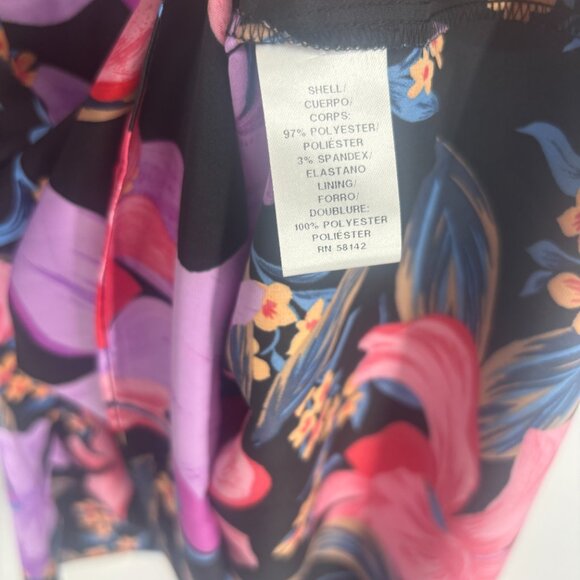 SHELL/
CUERPO/
CORPS:
97% POLYESTER/
POLIÉSTER
3% SPANDEX/
ELASTANO
LINING/
FORRO/
DOUBLURE:
100% POLYESTER
POLIÉSTER
RN 58142